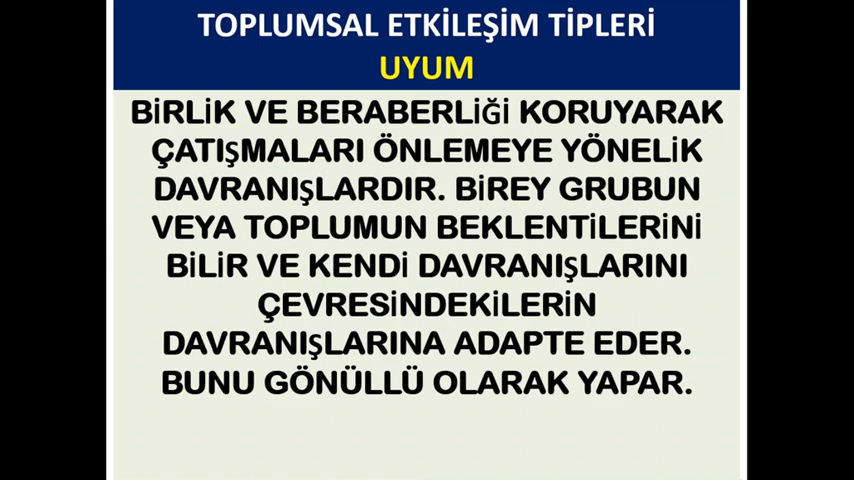 TOPLUMSAL ETKİLEŞİM TİPLERİ
UYUM
BİRLİK VE BERABERLİĞİ KORUYARAK
ÇATIŞMALARI ÖNLEMEYE YÖNELİK
DAVRANIŞLARDIR. BİREY GRUBUN
VEYA TOPLUMUN BEKLENTİLERİNİ
BİLİR VE KENDİ DAVRANIŞLARINI
ÇEVRESİNDEKİLERİN
DAVRANIŞLARINA ADAPTE EDER.
BUNU GÖNÜLLÜ OLARAK YAPAR.